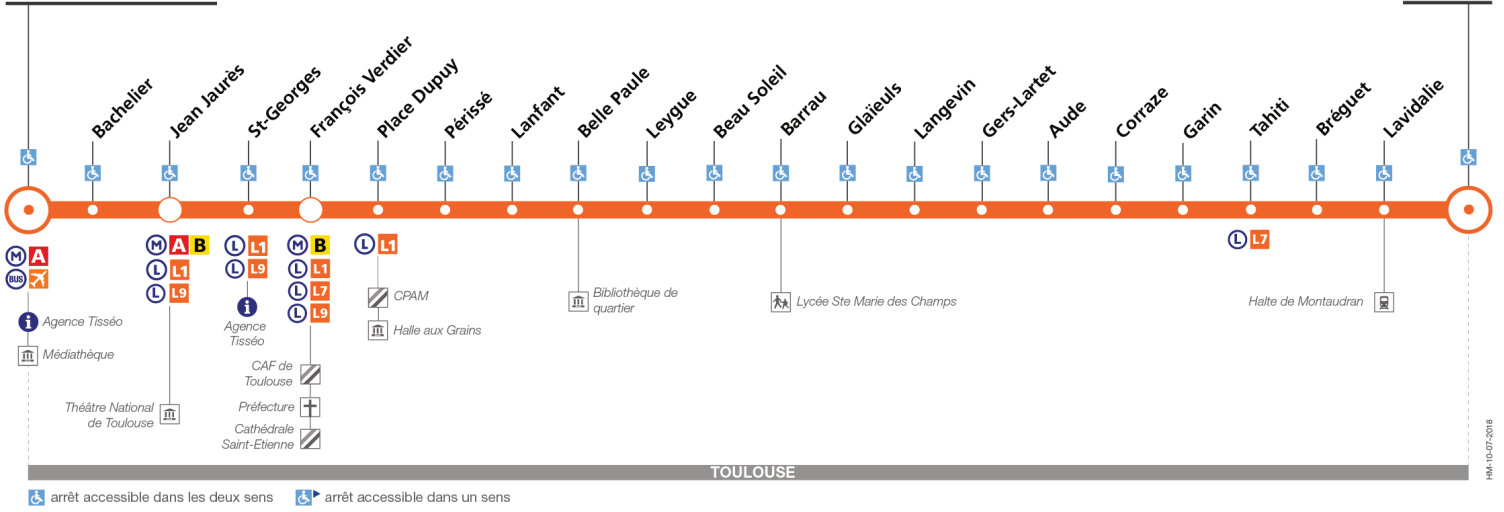 Bachelier
Jean Jaurès
St-Georges
François Verdier
Place Dupuy
Périssé
Lanfant
Belle Paule
Leygue
Beau Soleil
Barrau
Glaïeuls
Langevin
Gers-Lartet
Aude
Corraze
Garin
Tahiti
Bréguet
Lavidalie
M A
BUS
i Agence Tisséo
Médiathèque
M A B
L L1
L L9
Théâtre National
de Toulouse
L L1
L L9
i
Agence
Tisséo
M B
L L1
L L7
L L9
CAF de
Toulouse
Préfecture
Cathédrale
Saint-Etienne
L L1
CPAM
Halle aux Grains
Bibliothèque de
quartier
Lycée Ste Marie des Champs
L L7
Halte de Montaudran
TOULOUSE
arrêt accessible dans les deux sens
arrêt accessible dans un sens
HM-10-07-2018